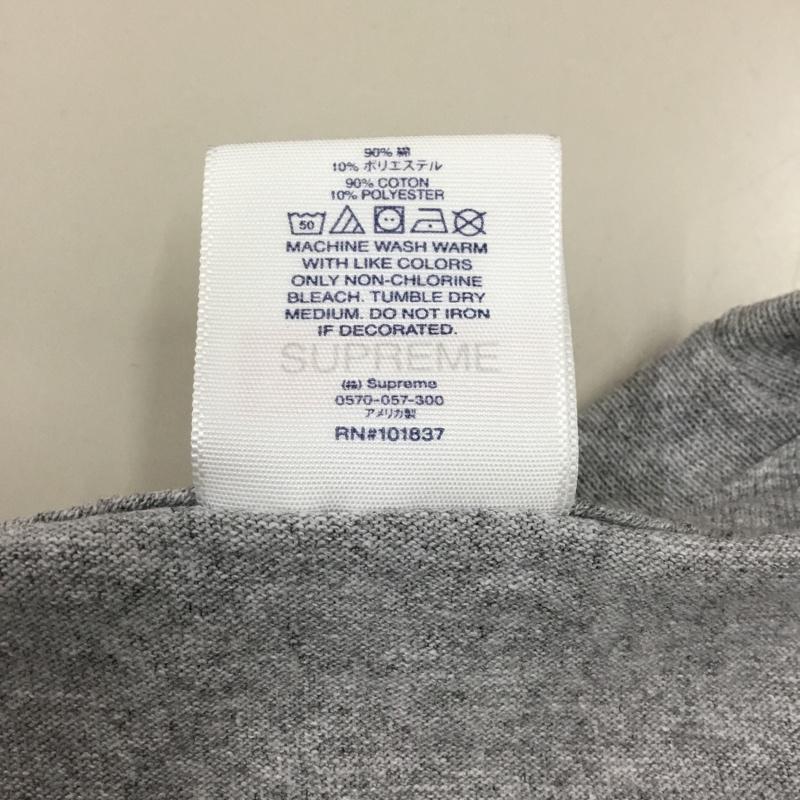 90% 綿
10% ポリエステル
90% COTON
10% POLYESTER
50
MACHINE WASH WARM
WITH LIKE COLORS
ONLY NON-CHLORINE
BLEACH. TUMBLE DRY
MEDIUM. DO NOT IRON
IF DECORATED.
SUPREME
(株) Supreme
0570-057-300
アメリカ製
RN#101837